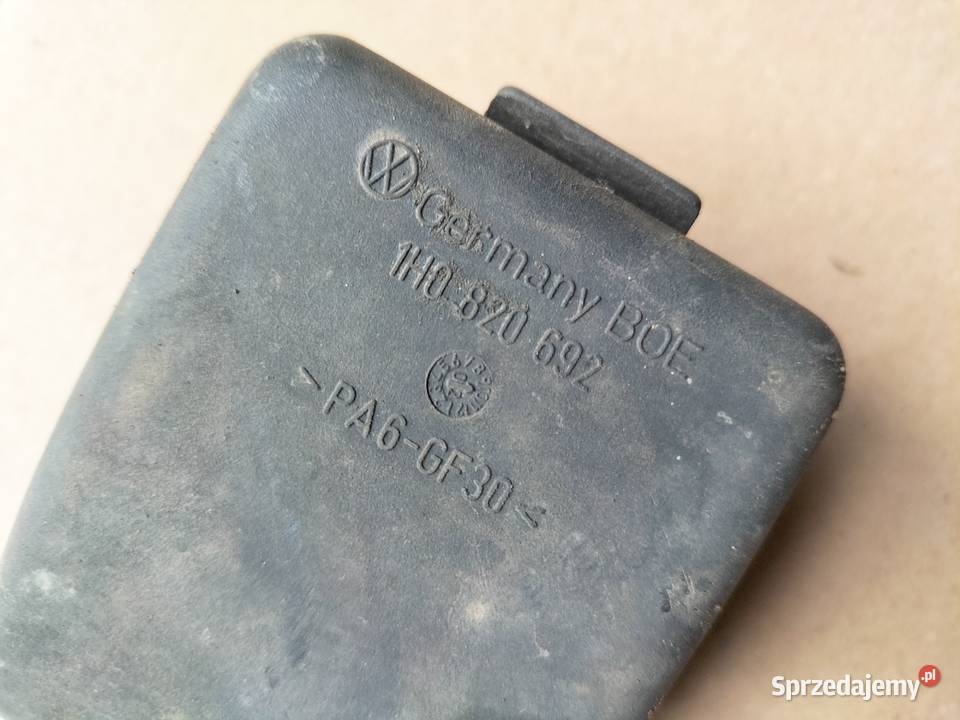 Germany BOE
1H0 820 692
>PA6-GF30<
Sprzedajemy.pl